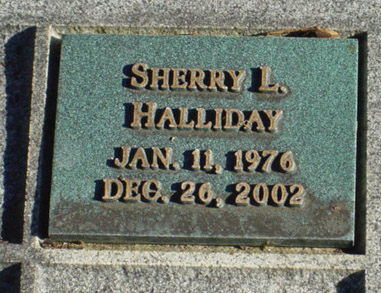 SHERRY L.
HALLIDAY
JAN. 11, 1976
DEC. 26, 2002